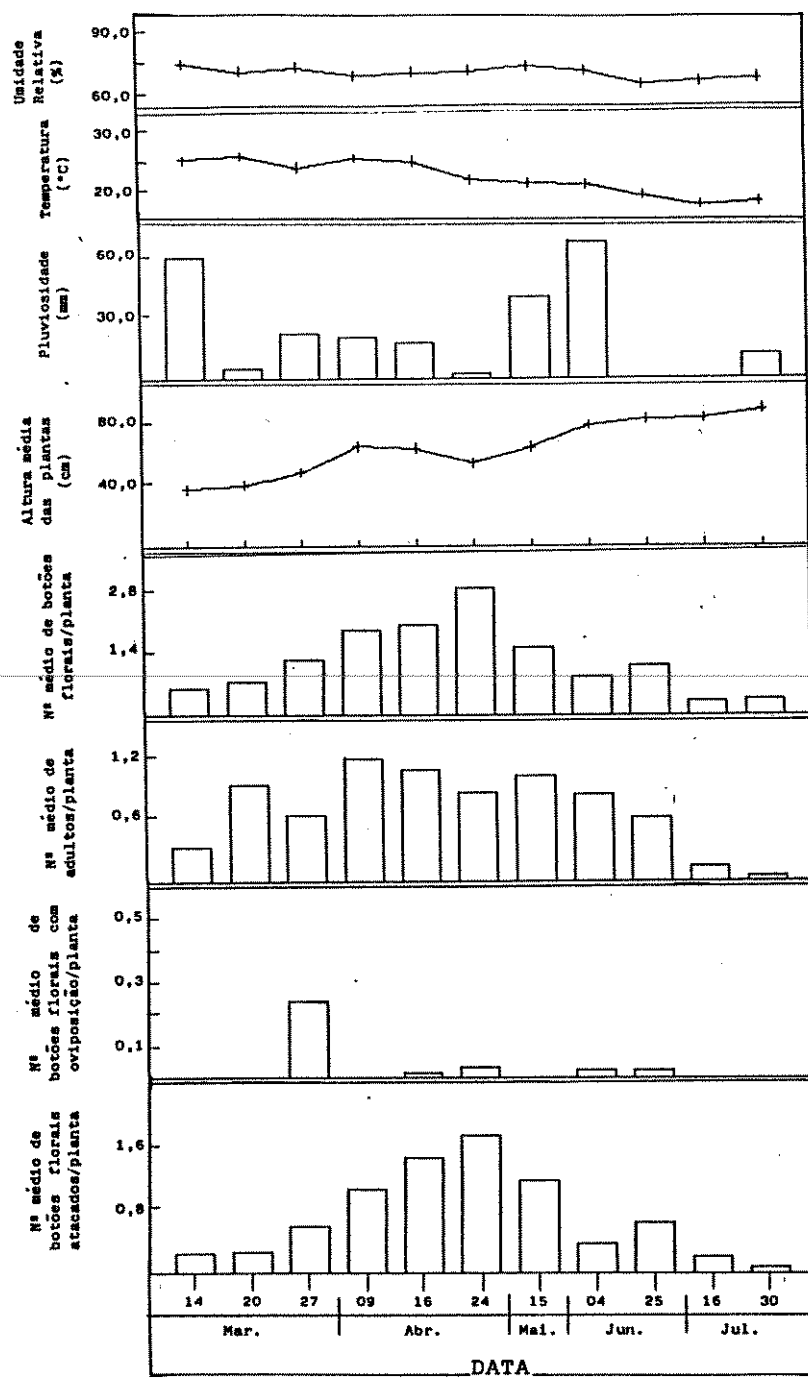 Umidade
Relativa
(%)
90,0
60,0
Temperatura
(°C)
30,0
20,0
Pluviosidade
(mm)
60,0
30,0
Altura média
das plantas
(cm)
80.0
40,0
Nº médio de botões
florais/planta
2,8
1,4
Nº médio de
adultos/planta
1,2
0,6
Nº médio de
botões florais com
oviposição/planta
0,5
0,3
0,1
Nº médio de
botões florais
atacados/planta
1,6
0,8
14 20 27 09 16 24 15 04 25 16 30
Mar. Abr. Mai. Jun. Jul.
DATA